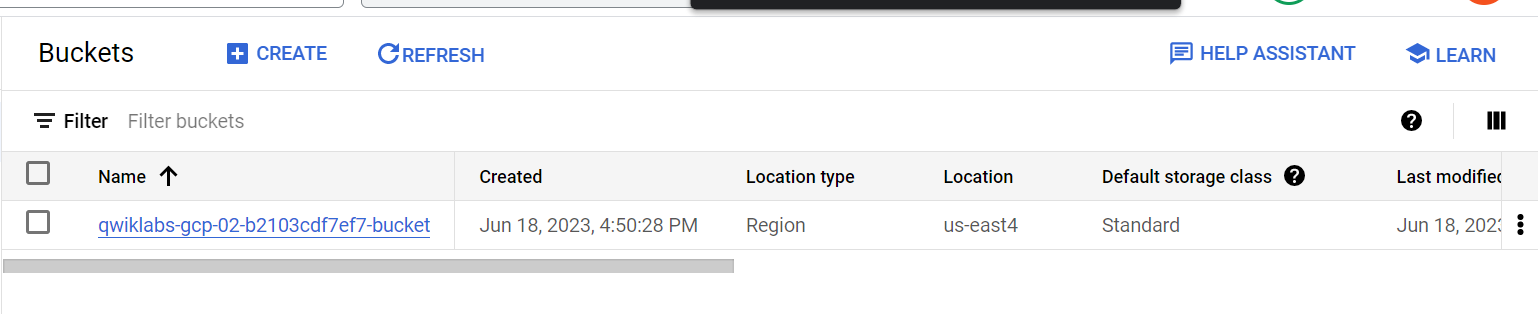 Buckets CREATE REFRESH HELP ASSISTANT LEARN
Filter Filter buckets
Name Created Location type Location Default storage class Last modified
qwiklabs-gcp-02-b2103cdf7ef7-bucket Jun 18, 2023, 4:50:28 PM Region us-east4 Standard Jun 18, 2023